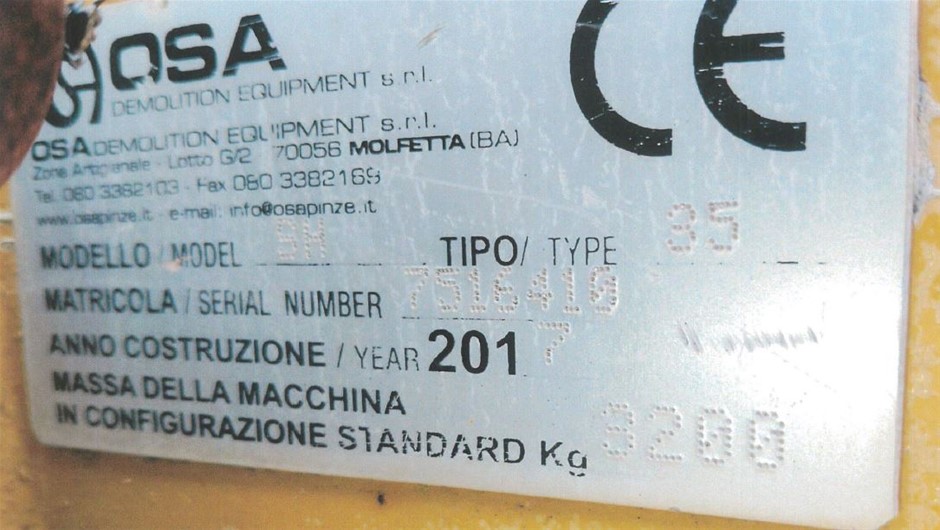 OSA
DEMOLITION EQUIPMENT s.r.l.
OSA DEMOLITION EQUIPMENT s.r.l.
Zona Artigianale - Lotto G/2 70056 MOLFETTA (BA)
Tel. 080 3382103 - Fax 080 3382169
www.osapinze.it - e-mail: info@osapinze.it
CE
MODELLO / MODEL TIPO / TYPE 35
MATRICOLA / SERIAL NUMBER 7516410
ANNO COSTRUZIONE / YEAR 2017
MASSA DELLA MACCHINA
IN CONFIGURAZIONE STANDARD Kg